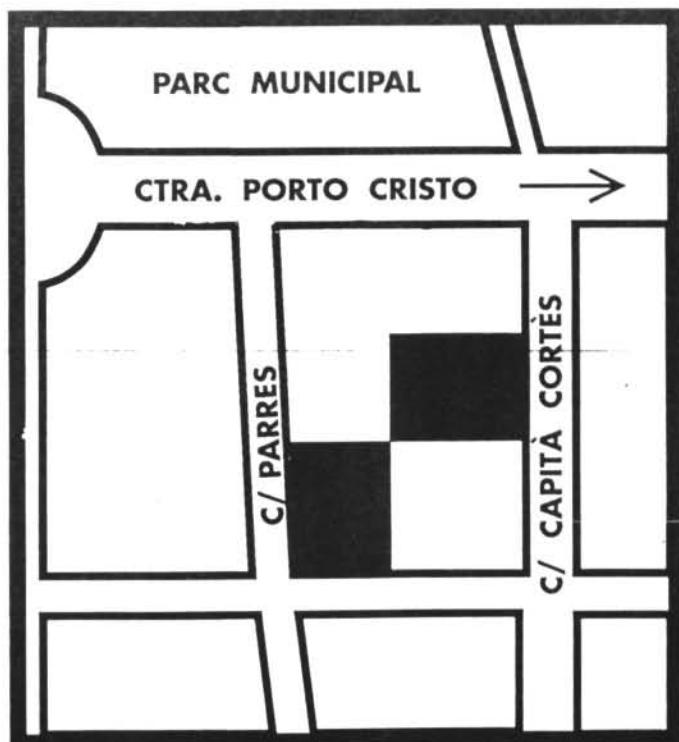 PARC MUNICIPAL
CTRA. PORTO CRISTO
C/ PARRES
C/ CAPITÀ CORTÈS